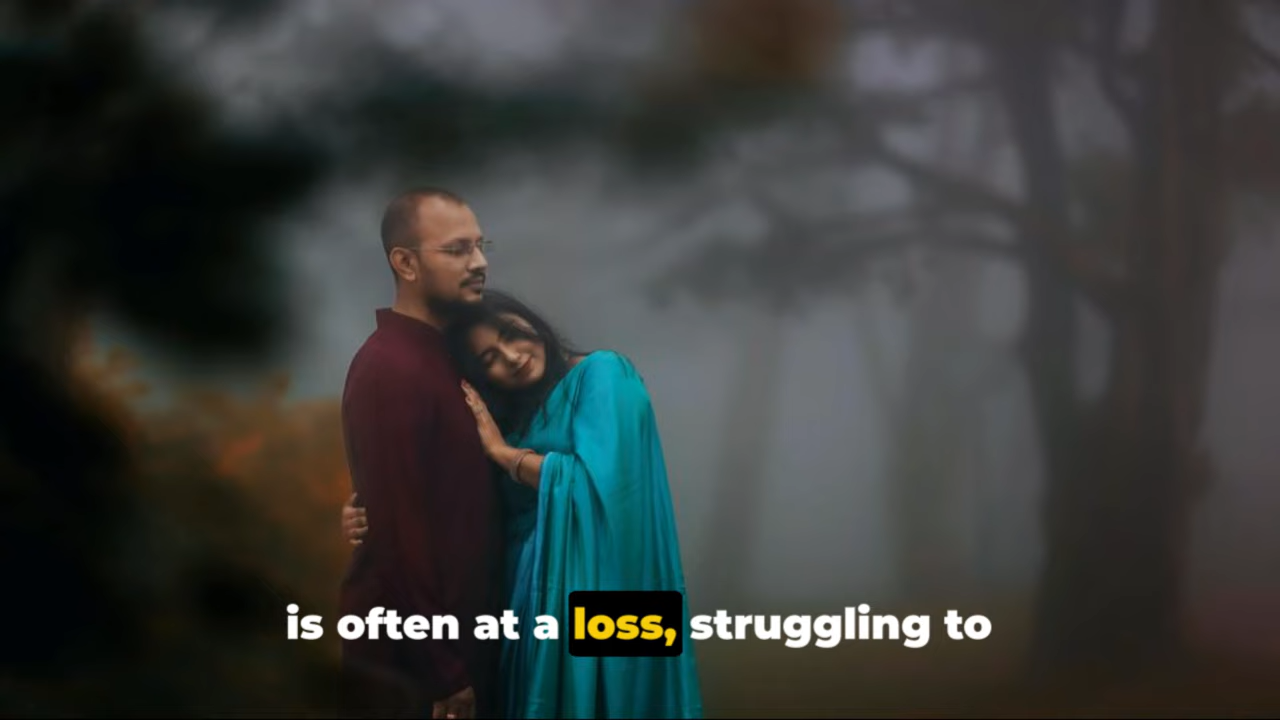 is often at a loss, struggling to